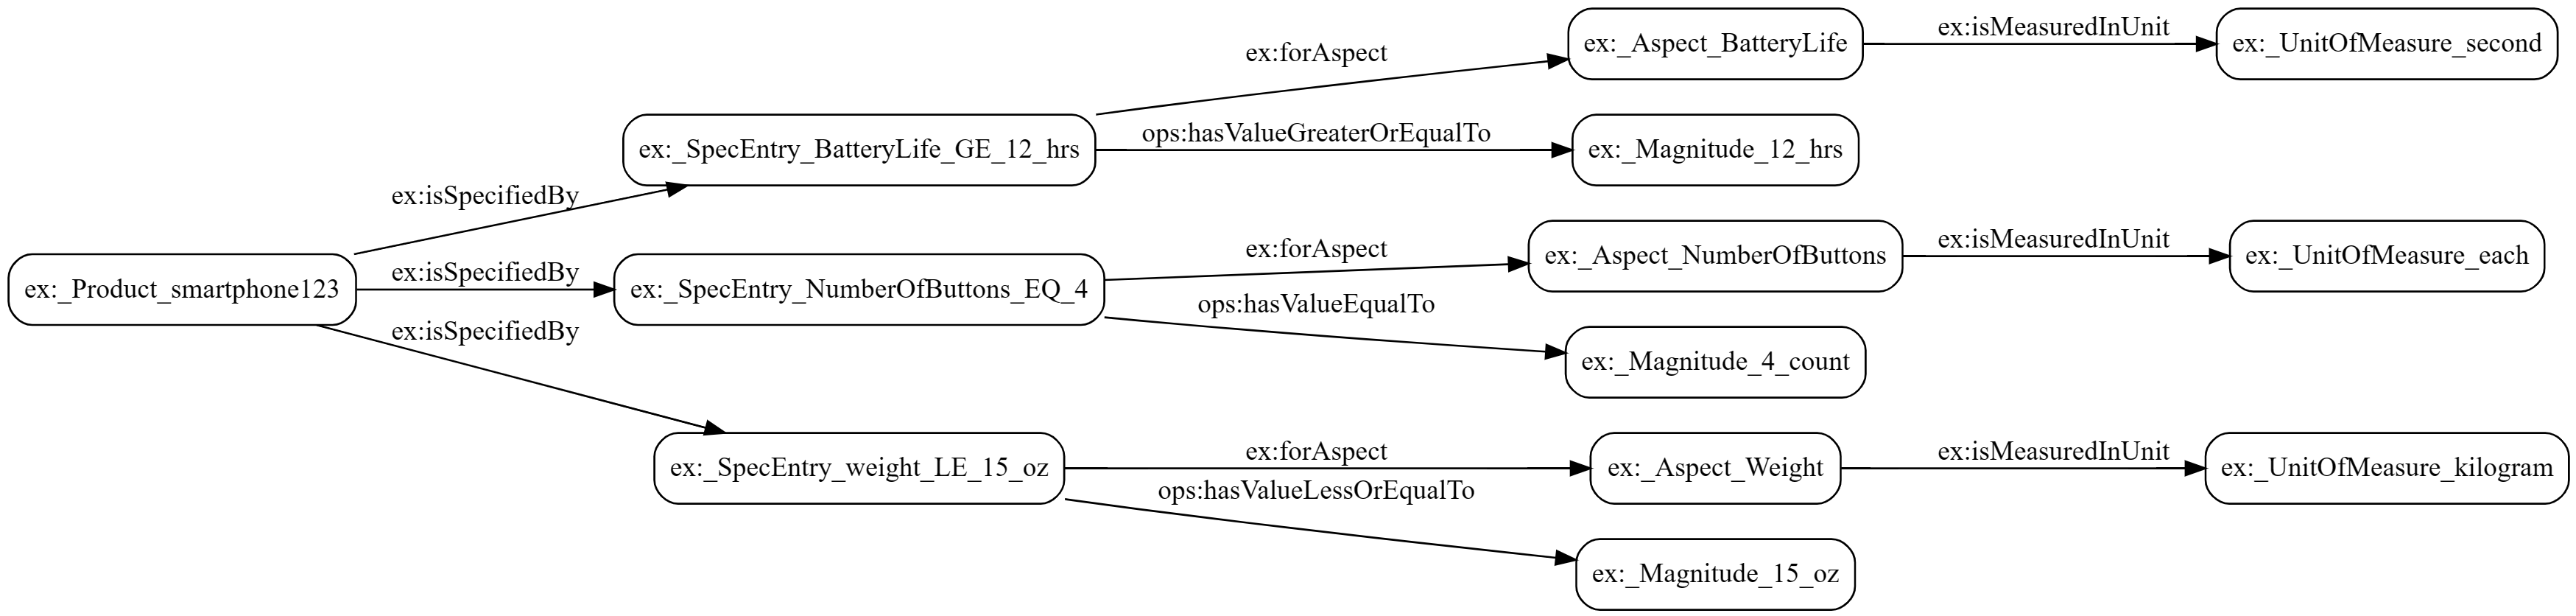 ex:_Aspect_BatteryLife
ex:isMeasuredInUnit
ex:_UnitOfMeasure_second
ex:forAspect
ex:_SpecEntry_BatteryLife_GE_12_hrs
ops:hasValueGreaterOrEqualTo
ex:_Magnitude_12_hrs
ex:isSpecifiedBy
ex:_Product_smartphone123
ex:isSpecifiedBy
ex:_SpecEntry_NumberOfButtons_EQ_4
ex:forAspect
ex:_Aspect_NumberOfButtons
ex:isMeasuredInUnit
ex:_UnitOfMeasure_each
ops:hasValueEqualTo
ex:_Magnitude_4_count
ex:isSpecifiedBy
ex:_SpecEntry_weight_LE_15_oz
ex:forAspect
ex:_Aspect_Weight
ex:isMeasuredInUnit
ex:_UnitOfMeasure_kilogram
ops:hasValueLessOrEqualTo
ex:_Magnitude_15_oz